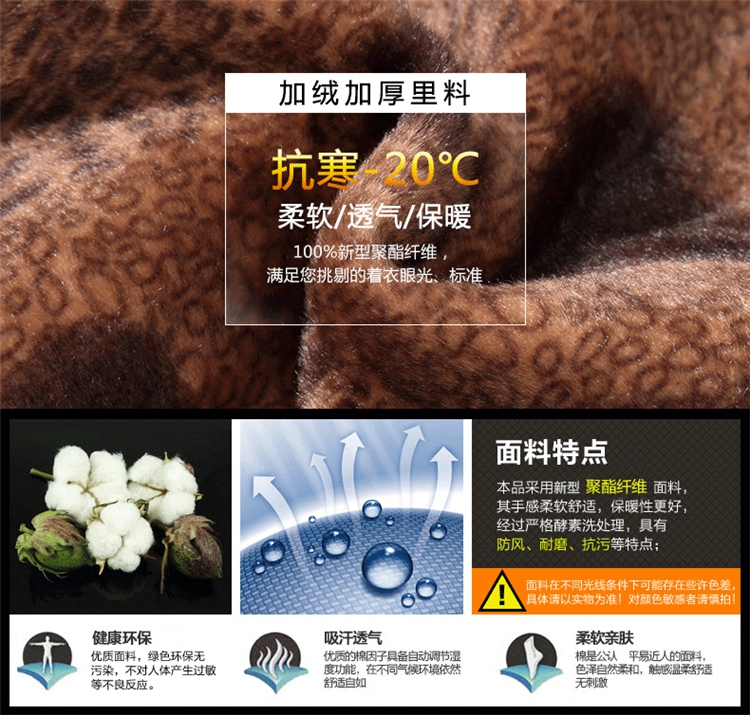 加绒加厚里料
抗寒-20℃
柔软/透气/保暖
100%新型聚酯纤维，
满足您挑剔的着衣眼光、标准
面料特点
本品采用新型 聚酯纤维 面料，
其手感柔软舒适，保暖性更好，
经过严格酵素洗处理，具有
防风、耐磨、抗污等特点；
面料在不同光线条件下可能存在些许色差，
具体请以实物为准！对颜色敏感者请慎拍！
健康环保
优质面料，绿色环保无
污染，不对人体产生过敏
等不良反应。
吸汗透气
优质的棉因子具备自动调节湿
度功能，在不同气候环境依然
舒适自如
柔软亲肤
棉是公认 平易近人的面料，
色泽自然柔和，触感温柔舒适
无刺激